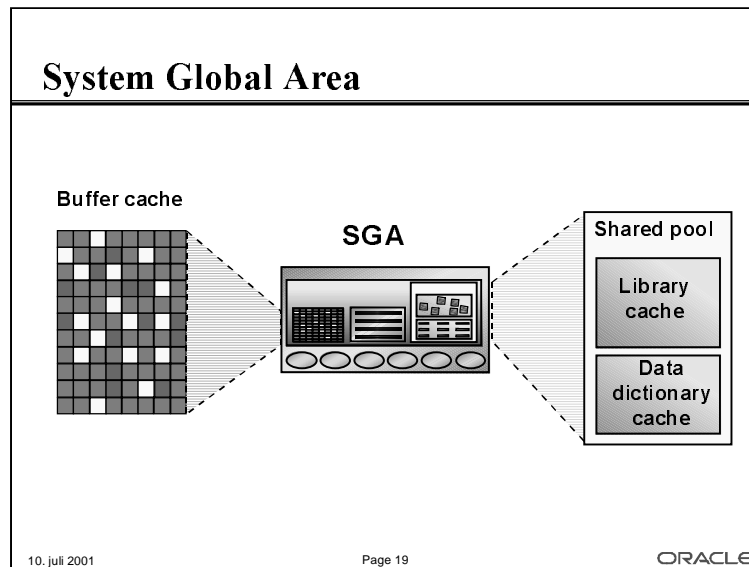 System Global Area
Buffer cache
SGA
Shared pool
Library
cache
Data
dictionary
cache
10. juli 2001
Page 19
ORACLE